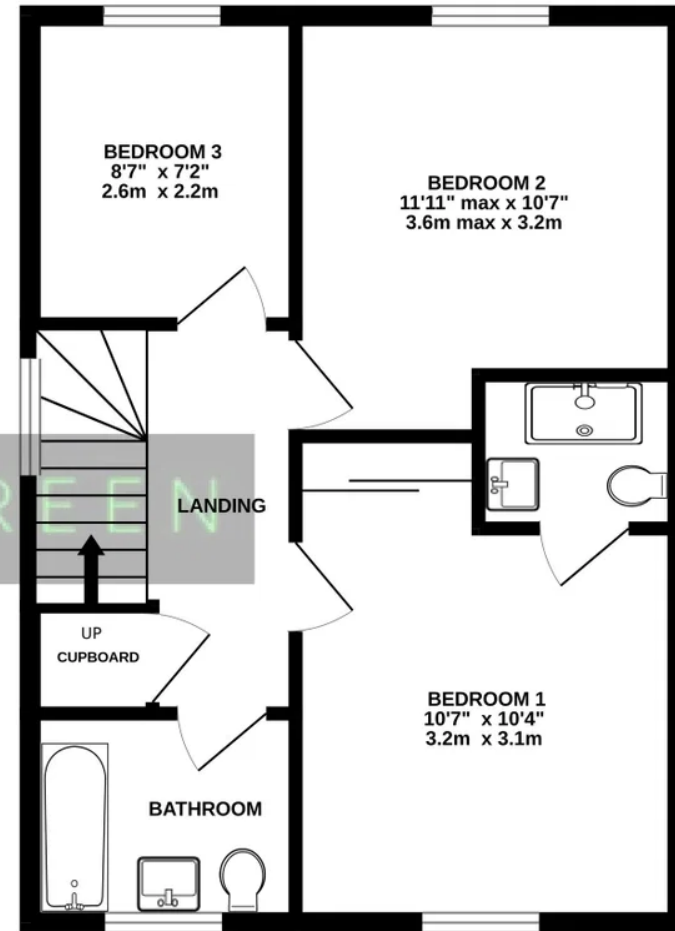 BEDROOM 3
8'7" x 7'2"
2.6m x 2.2m
BEDROOM 2
11'11" max x 10'7"
3.6m max x 3.2m
REEN
LANDING
UP
CUPBOARD
BEDROOM 1
10'7" x 10'4"
3.2m x 3.1m
BATHROOM